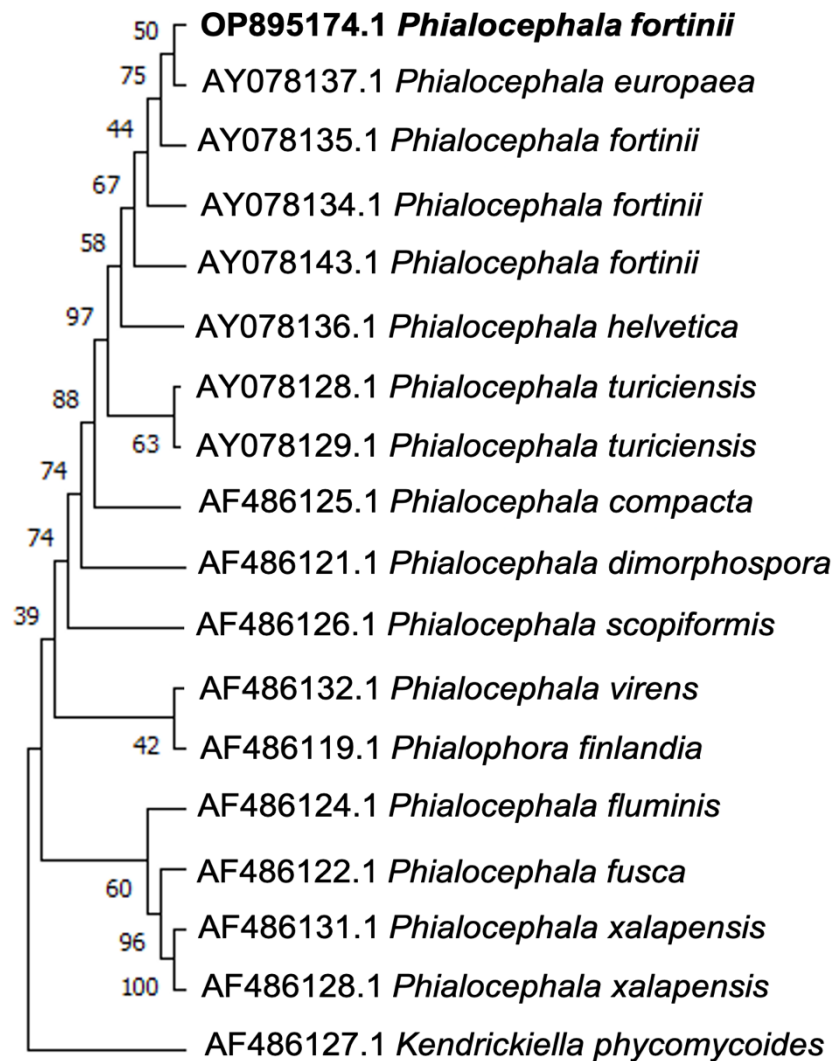 50 OP895174.1 Phialocephala fortinii
75 AY078137.1 Phialocephala europaea
44 AY078135.1 Phialocephala fortinii
67 AY078134.1 Phialocephala fortinii
58 AY078143.1 Phialocephala fortinii
97 AY078136.1 Phialocephala helvetica
88 AY078128.1 Phialocephala turiciensis
63 AY078129.1 Phialocephala turiciensis
74 AF486125.1 Phialocephala compacta
74 AF486121.1 Phialocephala dimorphospora
39 AF486126.1 Phialocephala scopiformis
AF486132.1 Phialocephala virens
42 AF486119.1 Phialophora finlandia
AF486124.1 Phialocephala fluminis
60 AF486122.1 Phialocephala fusca
96 AF486131.1 Phialocephala xalapensis
100 AF486128.1 Phialocephala xalapensis
AF486127.1 Kendrickiella phycomycoides